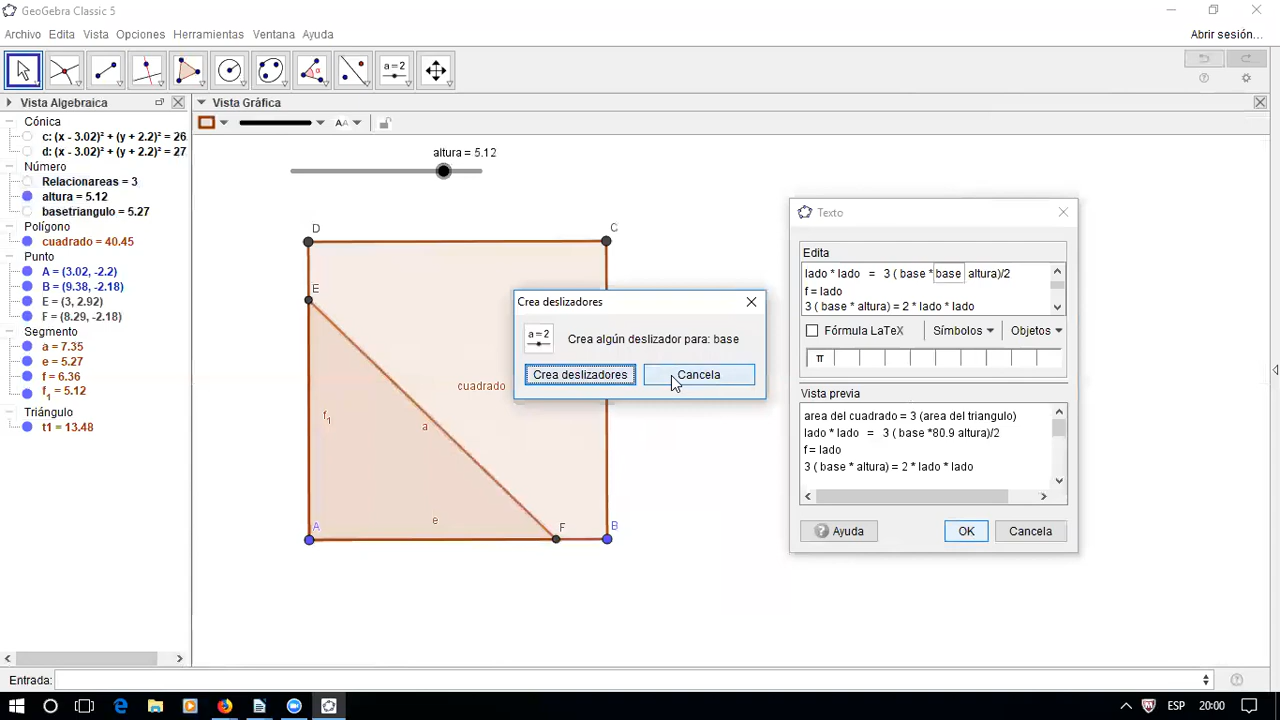 GeoGebra Classic 5
Archivo Edita Vista Opciones Herramientas Ventana Ayuda Abrir sesión...
a=2
Vista Algebraica
Vista Gráfica
AA
Cónica
c: (x - 3.02)² + (y + 2.2)² = 26
d: (x - 3.02)² + (y + 2.2)² = 27
Número
Relacionareas = 3
altura = 5.12
basetriangulo = 5.27
Polígono
cuadrado = 40.45
Punto
A = (3.02, -2.2)
B = (9.38, -2.18)
E = (3, 2.92)
F = (8.29, -2.18)
Segmento
a = 7.35
e = 5.27
f = 6.36
f₁ = 5.12
Triángulo
t1 = 13.48
altura = 5.12
D
C
E
cuadrado
f₁
a
e
A
F
B
Crea deslizadores
a=2
Crea algún deslizador para: base
Crea deslizadores
Cancela
Texto
Edita
lado * lado = 3 ( base * base altura)/2
f = lado
3 ( base * altura) = 2 * lado * lado
Fórmula LaTeX
Símbolos
Objetos
π
Vista previa
area del cuadrado = 3 (area del triangulo)
lado * lado = 3 ( base *80.9 altura)/2
f = lado
3 ( base * altura) = 2 * lado * lado
Ayuda
OK
Cancela
Entrada:
ESP
20:00